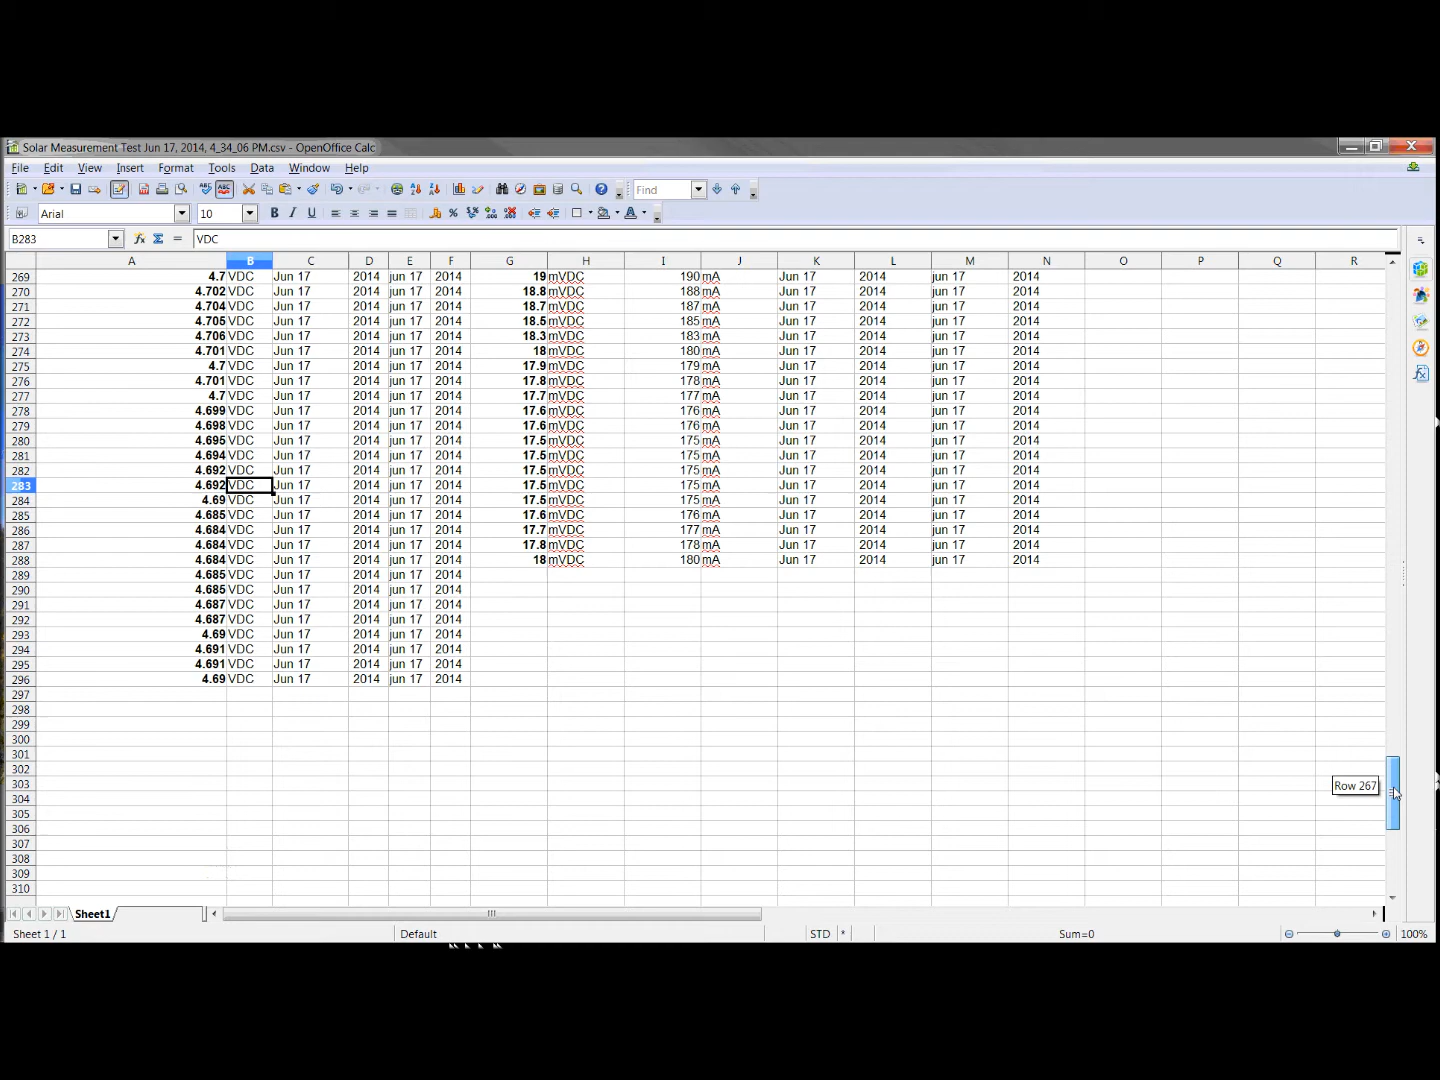 Solar Measurement Test Jun 17, 2014, 4_34_06 PM.csv - OpenOffice Calc
File Edit View Insert Format Tools Data Window Help
Find
Arial 10
B283 VDC
A B C D E F G H I J K L M N O P Q R
269 4.7 VDC Jun 17 2014 jun 17 2014 19 mVDC 190 mA Jun 17 2014 jun 17 2014
270 4.702 VDC Jun 17 2014 jun 17 2014 18.8 mVDC 188 mA Jun 17 2014 jun 17 2014
271 4.704 VDC Jun 17 2014 jun 17 2014 18.7 mVDC 187 mA Jun 17 2014 jun 17 2014
272 4.705 VDC Jun 17 2014 jun 17 2014 18.5 mVDC 185 mA Jun 17 2014 jun 17 2014
273 4.706 VDC Jun 17 2014 jun 17 2014 18.3 mVDC 183 mA Jun 17 2014 jun 17 2014
274 4.701 VDC Jun 17 2014 jun 17 2014 18 mVDC 180 mA Jun 17 2014 jun 17 2014
275 4.7 VDC Jun 17 2014 jun 17 2014 17.9 mVDC 179 mA Jun 17 2014 jun 17 2014
276 4.701 VDC Jun 17 2014 jun 17 2014 17.8 mVDC 178 mA Jun 17 2014 jun 17 2014
277 4.7 VDC Jun 17 2014 jun 17 2014 17.7 mVDC 177 mA Jun 17 2014 jun 17 2014
278 4.699 VDC Jun 17 2014 jun 17 2014 17.6 mVDC 176 mA Jun 17 2014 jun 17 2014
279 4.698 VDC Jun 17 2014 jun 17 2014 17.6 mVDC 176 mA Jun 17 2014 jun 17 2014
280 4.695 VDC Jun 17 2014 jun 17 2014 17.5 mVDC 175 mA Jun 17 2014 jun 17 2014
281 4.694 VDC Jun 17 2014 jun 17 2014 17.5 mVDC 175 mA Jun 17 2014 jun 17 2014
282 4.692 VDC Jun 17 2014 jun 17 2014 17.5 mVDC 175 mA Jun 17 2014 jun 17 2014
283 4.692 VDC Jun 17 2014 jun 17 2014 17.5 mVDC 175 mA Jun 17 2014 jun 17 2014
284 4.69 VDC Jun 17 2014 jun 17 2014 17.5 mVDC 175 mA Jun 17 2014 jun 17 2014
285 4.685 VDC Jun 17 2014 jun 17 2014 17.6 mVDC 176 mA Jun 17 2014 jun 17 2014
286 4.684 VDC Jun 17 2014 jun 17 2014 17.7 mVDC 177 mA Jun 17 2014 jun 17 2014
287 4.684 VDC Jun 17 2014 jun 17 2014 17.8 mVDC 178 mA Jun 17 2014 jun 17 2014
288 4.684 VDC Jun 17 2014 jun 17 2014 18 mVDC 180 mA Jun 17 2014 jun 17 2014
289 4.685 VDC Jun 17 2014 jun 17 2014
290 4.685 VDC Jun 17 2014 jun 17 2014
291 4.687 VDC Jun 17 2014 jun 17 2014
292 4.687 VDC Jun 17 2014 jun 17 2014
293 4.69 VDC Jun 17 2014 jun 17 2014
294 4.691 VDC Jun 17 2014 jun 17 2014
295 4.691 VDC Jun 17 2014 jun 17 2014
296 4.69 VDC Jun 17 2014 jun 17 2014
297
298
299
300
301
302
303 Row 267
304
305
306
307
308
309
310
Sheet1
Sheet 1 / 1 Default STD * Sum=0 100%